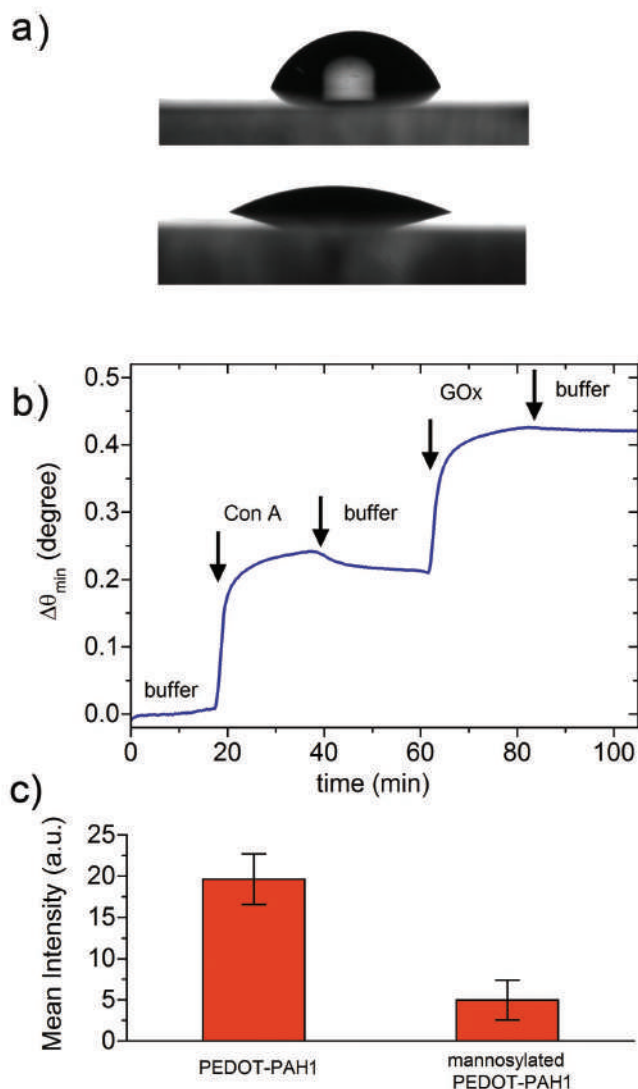 a)
b)
0.5
0.4
0.3
0.2
0.1
0.0
Δθmin (degree)
buffer
Con A
buffer
GOx
buffer
0 20 40 60 80 100
time (min)
c)
25
20
15
10
5
0
Mean Intensity (a.u.)
PEDOT-PAH1
mannosylated
PEDOT-PAH1